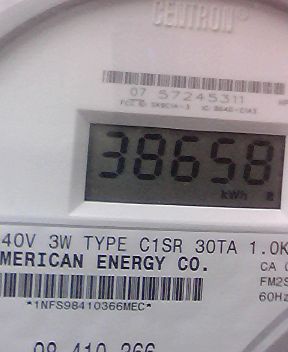 CENTRON®
07 57245311
38658
kWh
40V 3W TYPE C1SR 30TA 1.0K
MERICAN ENERGY CO.
CA
FM2S
60Hz
*1NFS98410366MEC*
98 410 366